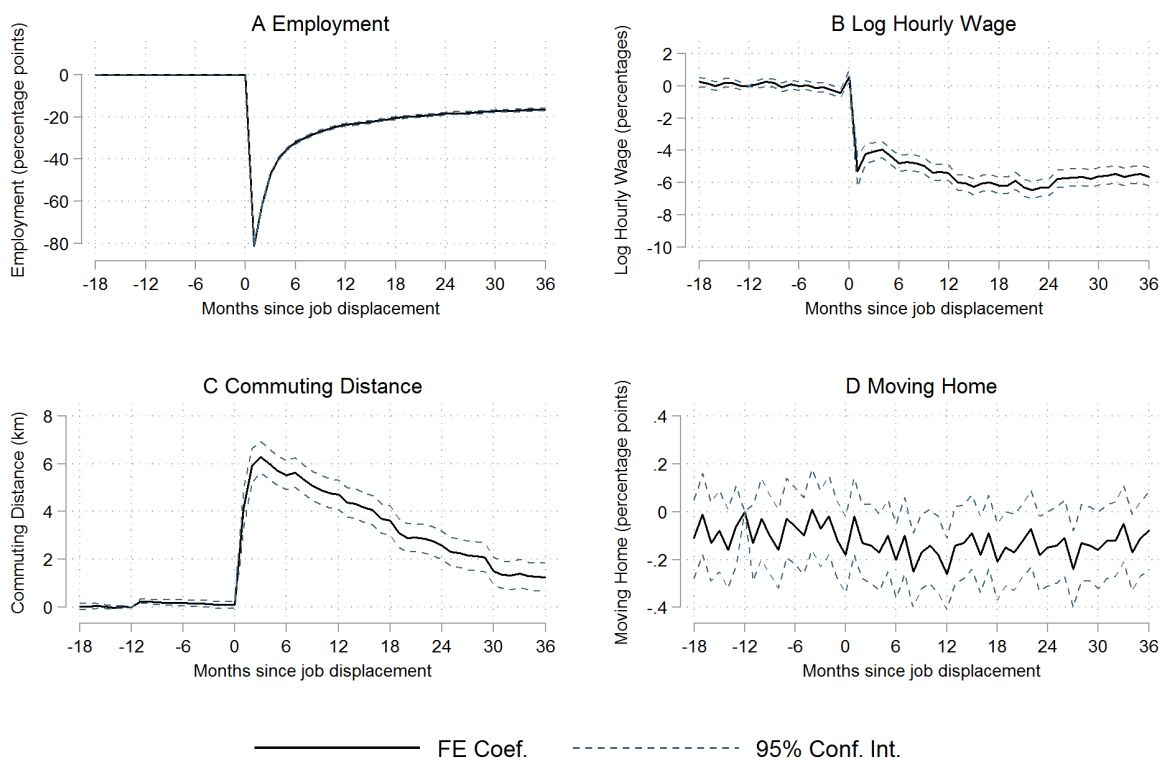 A Employment
Employment (percentage points)
0
-20
-40
-60
-80
-18 -12 -6 0 6 12 18 24 30 36
Months since job displacement
B Log Hourly Wage
Log Hourly Wage (percentages)
2
0
-2
-4
-6
-8
-10
-18 -12 -6 0 6 12 18 24 30 36
Months since job displacement
C Commuting Distance
Commuting Distance (km)
8
6
4
2
0
-18 -12 -6 0 6 12 18 24 30 36
Months since job displacement
D Moving Home
Moving Home (percentage points)
.4
.2
0
-.2
-.4
-18 -12 -6 0 6 12 18 24 30 36
Months since job displacement
FE Coef. 95% Conf. Int.